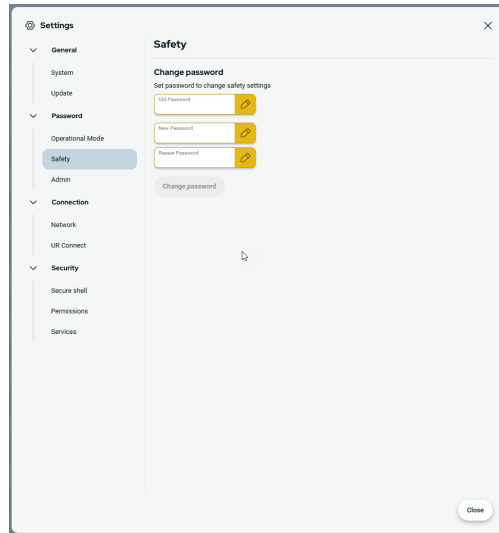 Settings
General
System
Update
Password
Operational Mode
Safety
Admin
Connection
Network
UR Connect
Security
Secure shell
Permissions
Services
Safety
Change password
Set password to change safety settings
Old Password
New Password
Repeat Password
Change password
Close